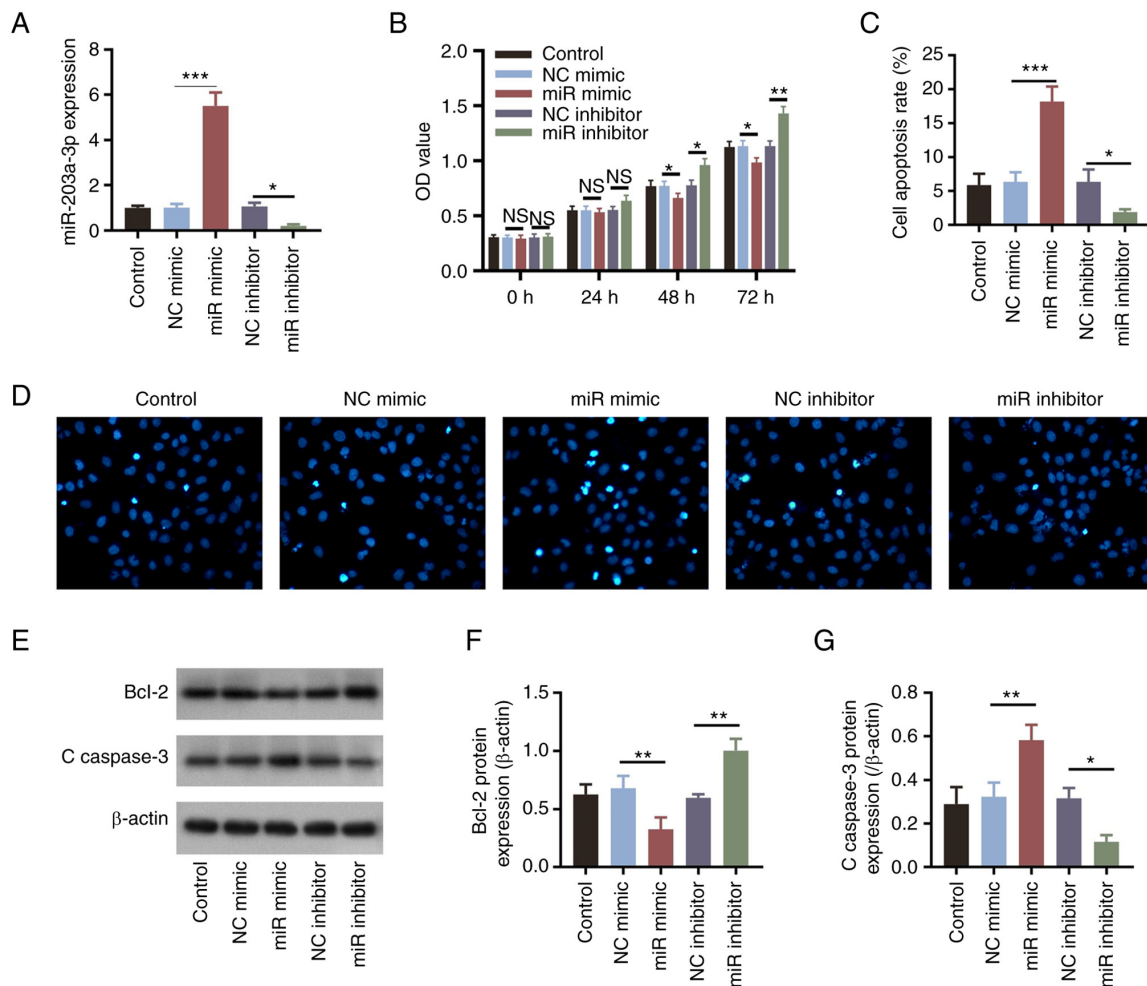 A
miR-203a-3p expression
8
6
4
2
0
***
*
Control
NC mimic
miR mimic
NC inhibitor
miR inhibitor
B
OD value
2.0
1.5
1.0
0.5
0.0
Control
NC mimic
miR mimic
NC inhibitor
miR inhibitor
NS
NS
NS
NS
*
*
*
**
0 h
24 h
48 h
72 h
C
Cell apoptosis rate (%)
25
20
15
10
5
0
***
*
Control
NC mimic
miR mimic
NC inhibitor
miR inhibitor
D
Control
NC mimic
miR mimic
NC inhibitor
miR inhibitor
E
Bcl-2
C caspase-3
β-actin
Control
NC mimic
miR mimic
NC inhibitor
miR inhibitor
F
Bcl-2 protein
expression (β-actin)
1.5
1.0
0.5
0.0
**
**
Control
NC mimic
miR mimic
NC inhibitor
miR inhibitor
G
C caspase-3 protein
expression (/β-actin)
0.8
0.6
0.4
0.2
0.0
**
*
Control
NC mimic
miR mimic
NC inhibitor
miR inhibitor